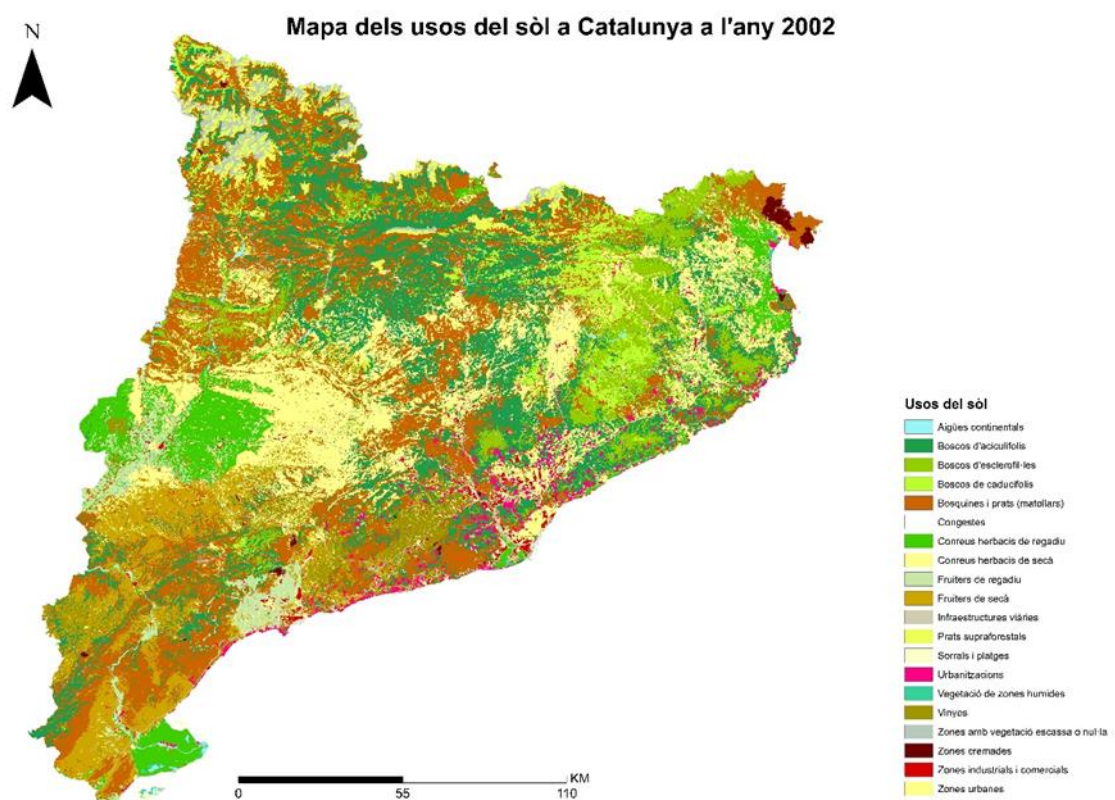 Mapa dels usos del sòl a Catalunya a l'any 2002
N
Usos del sòl
Aigües continentals
Boscos d'aciculifolis
Boscos d'esclerofil·les
Boscos de caducifolis
Bosquines i prats (matollars)
Congestes
Conreus herbacis de regadiu
Conreus herbacis de secà
Fruiters de regadiu
Fruiters de secà
Infraestructures viàries
Prats supraforestals
Sorrals i platges
Urbanitzacions
Vegetació de zones humides
Vinyes
Zones amb vegetació escassa o nul·la
Zones cremades
Zones industrials i comercials
Zones urbanes
KM
0 55 110